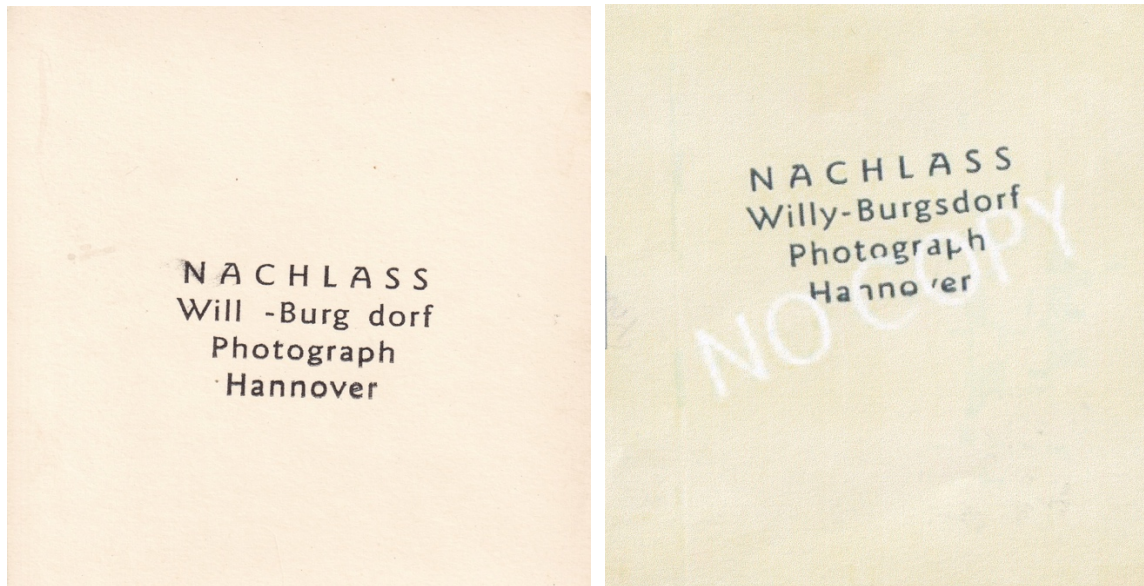 NACHLASS
Will -Burg dorf
Photograph
Hannover
NACHLASS
Willy-Burgsdorf
Photograph
Hannover
NO COPY